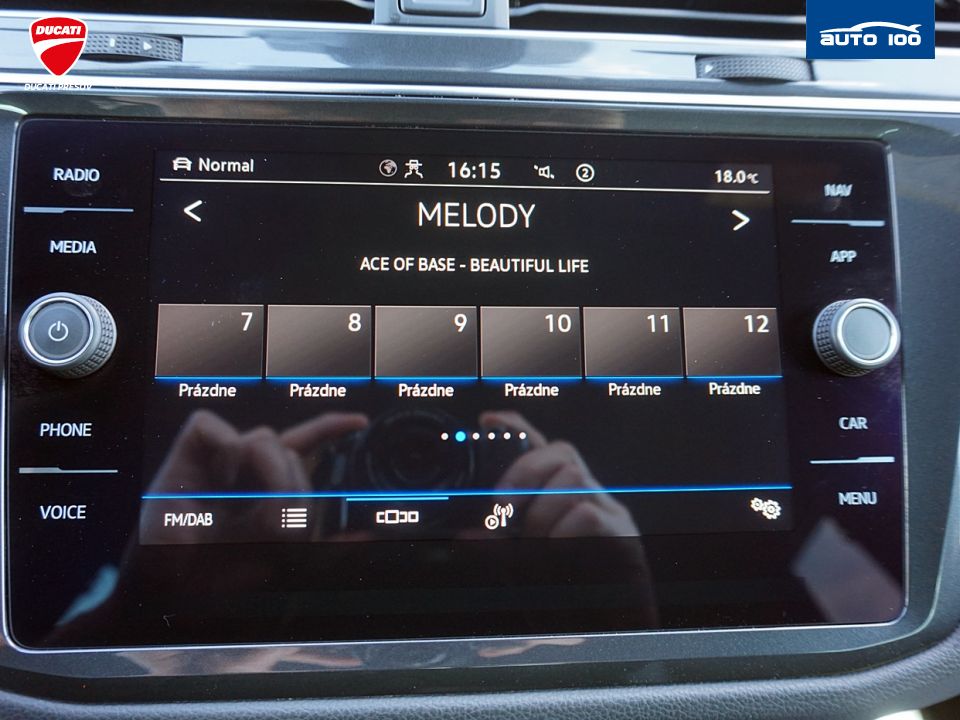 DUCATI
DUCATI PREŠOV
AUTO 100
RADIO
MEDIA
PHONE
VOICE
Normal 16:15 2 18.0°C
< MELODY >
ACE OF BASE - BEAUTIFUL LIFE
7 8 9 10 11 12
Prázdne Prázdne Prázdne Prázdne Prázdne Prázdne
FM/DAB
NAV
APP
CAR
MENU